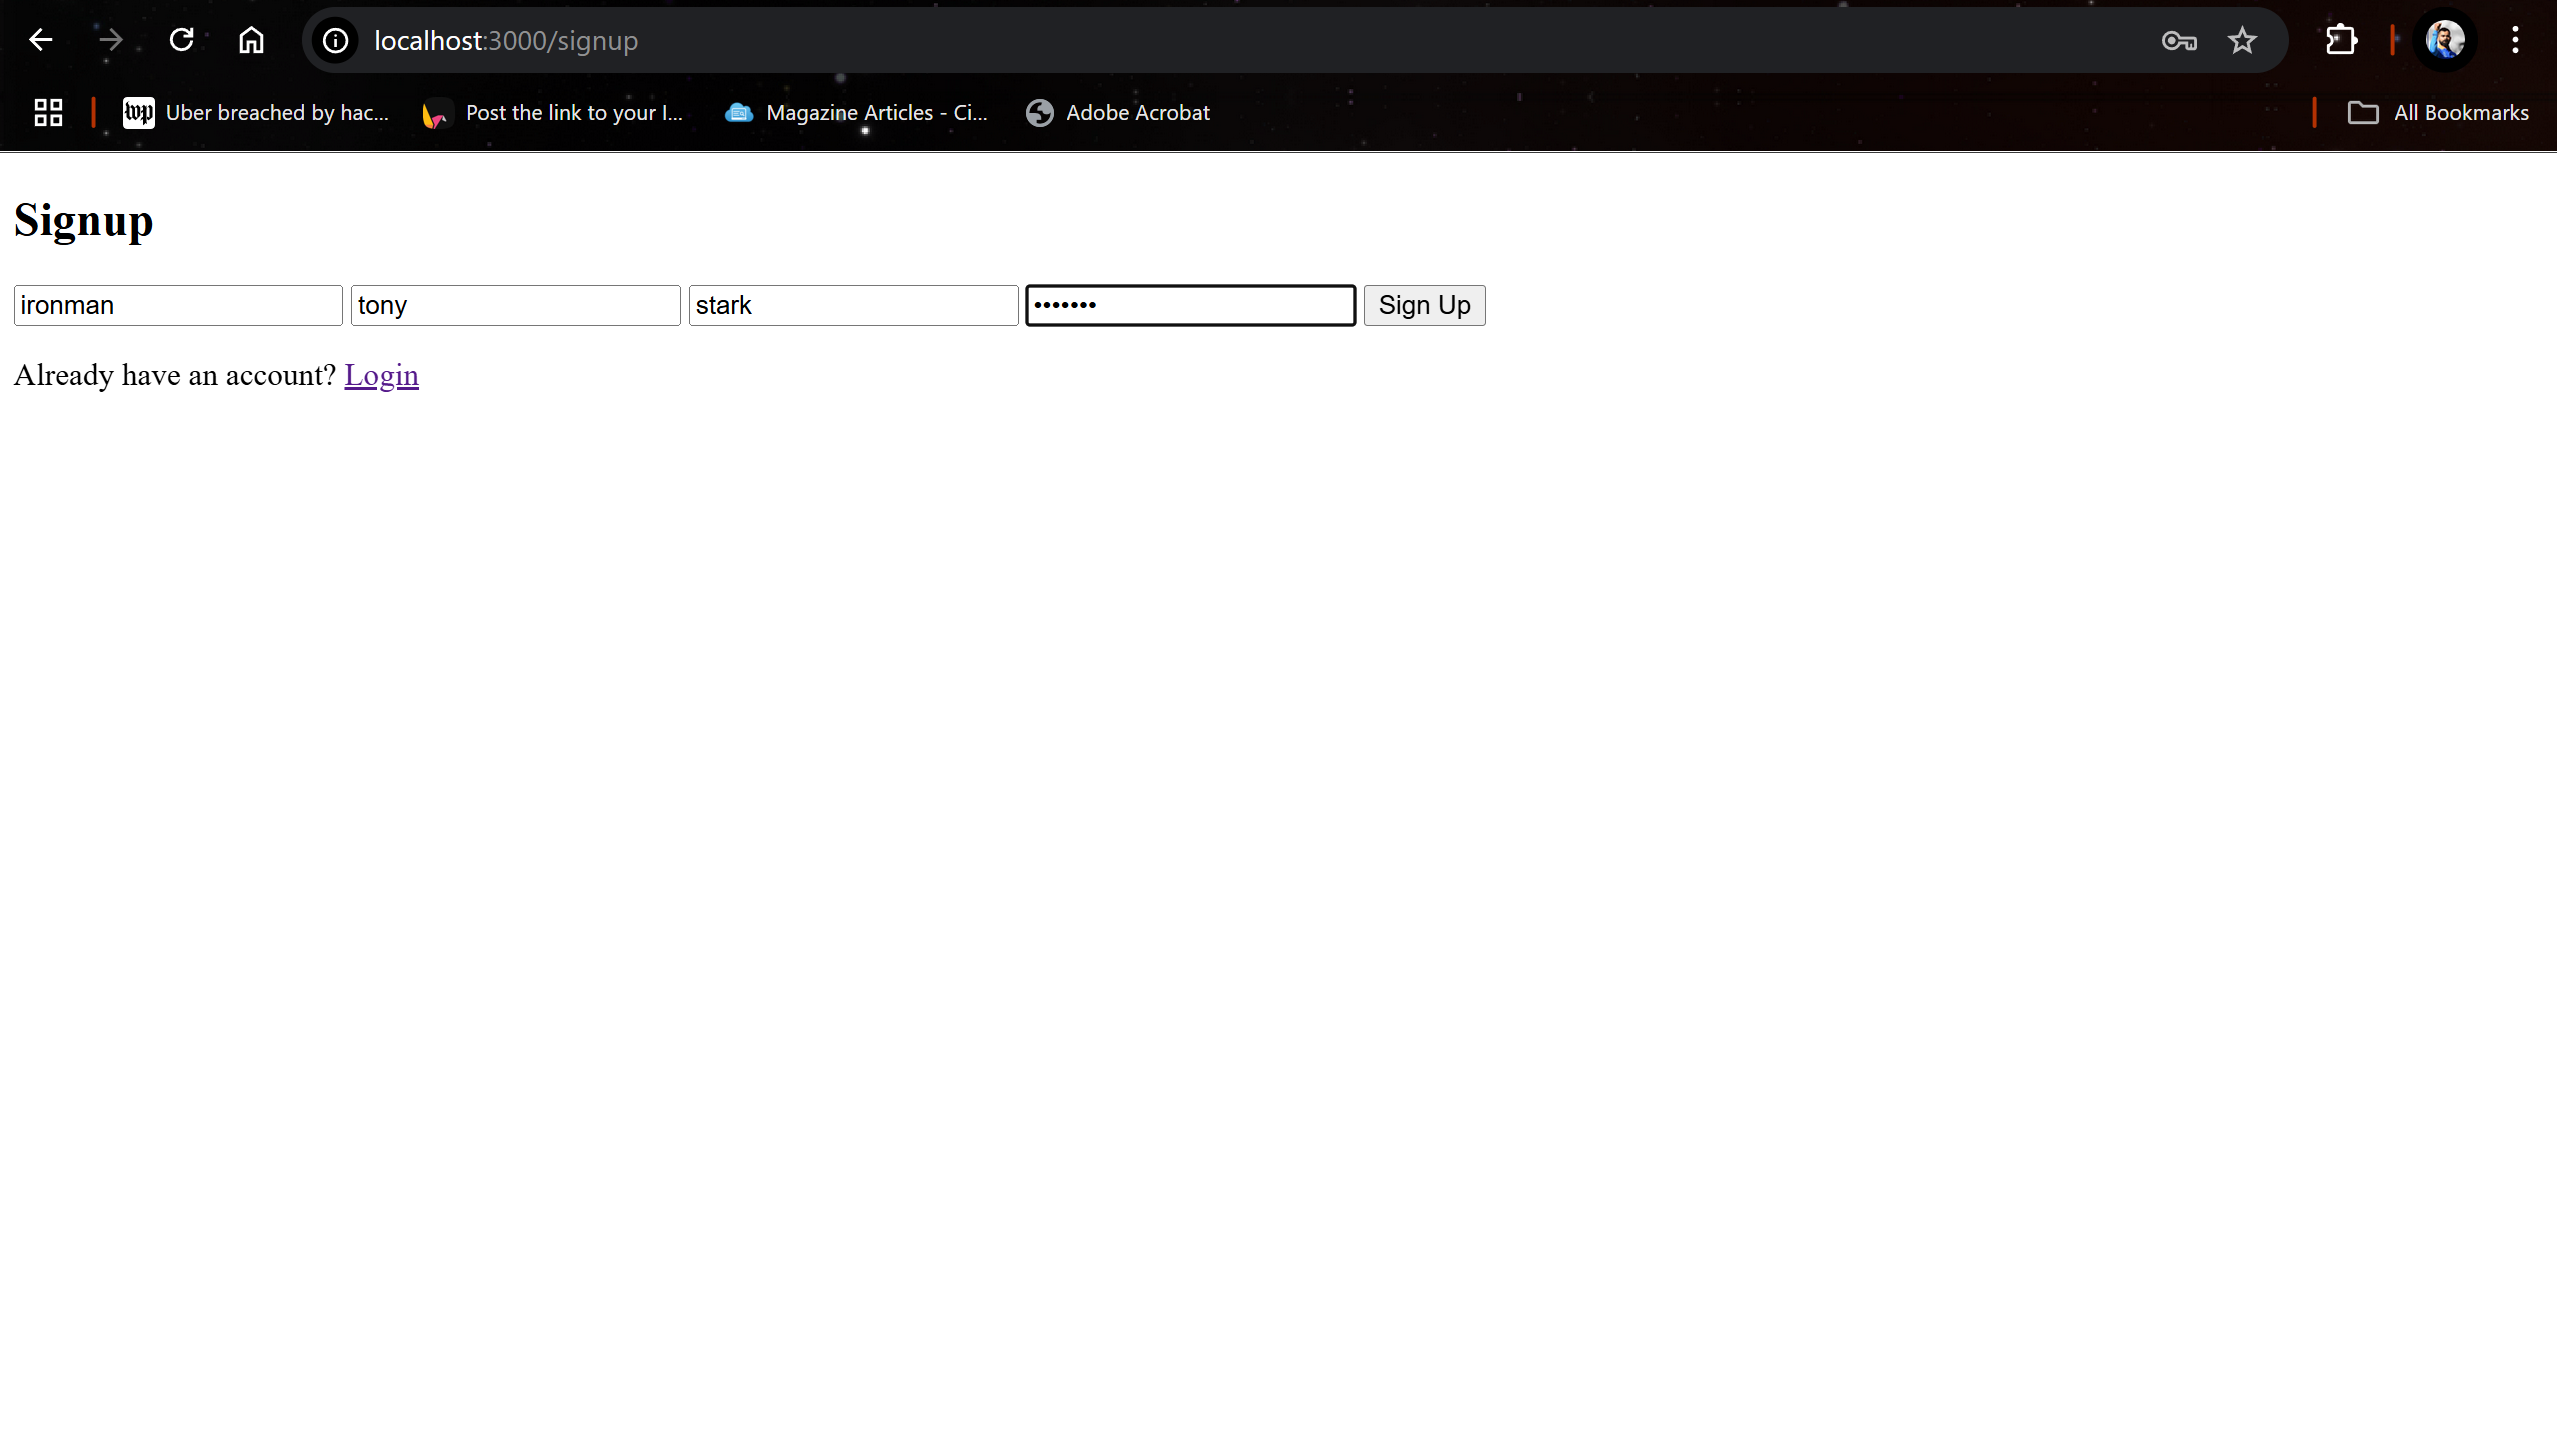 localhost:3000/signup
wp Uber breached by hac... Post the link to your I... Magazine Articles - Ci... Adobe Acrobat All Bookmarks
Signup
ironman tony stark ••••••• Sign Up
Already have an account? Login